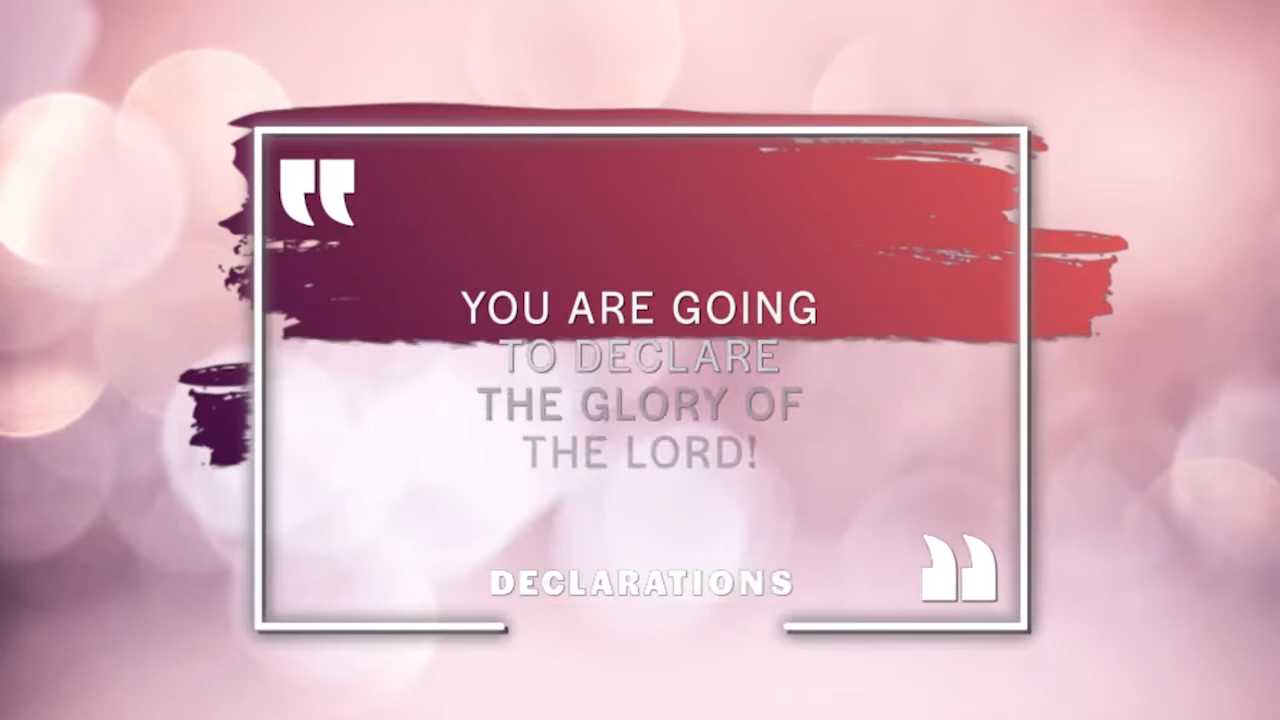 YOU ARE GOING
TO DECLARE
THE GLORY OF
THE LORD!
DECLARATIONS